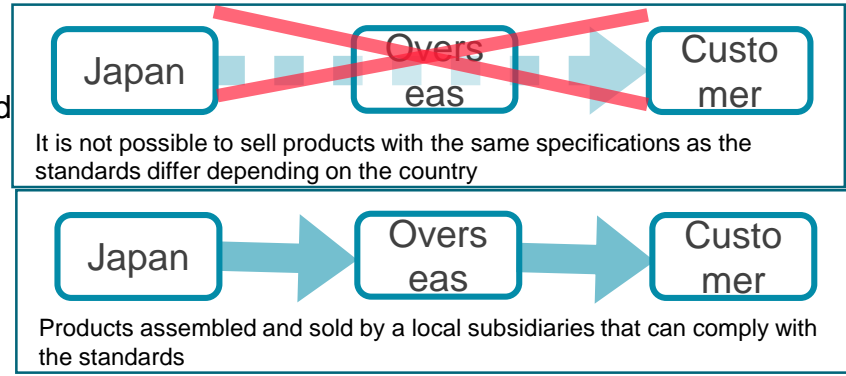 Japan
Overs
eas
Custo
mer
d
It is not possible to sell products with the same specifications as the
standards differ depending on the country
Japan
Overs
eas
Custo
mer
Products assembled and sold by a local subsidiaries that can comply with
the standards